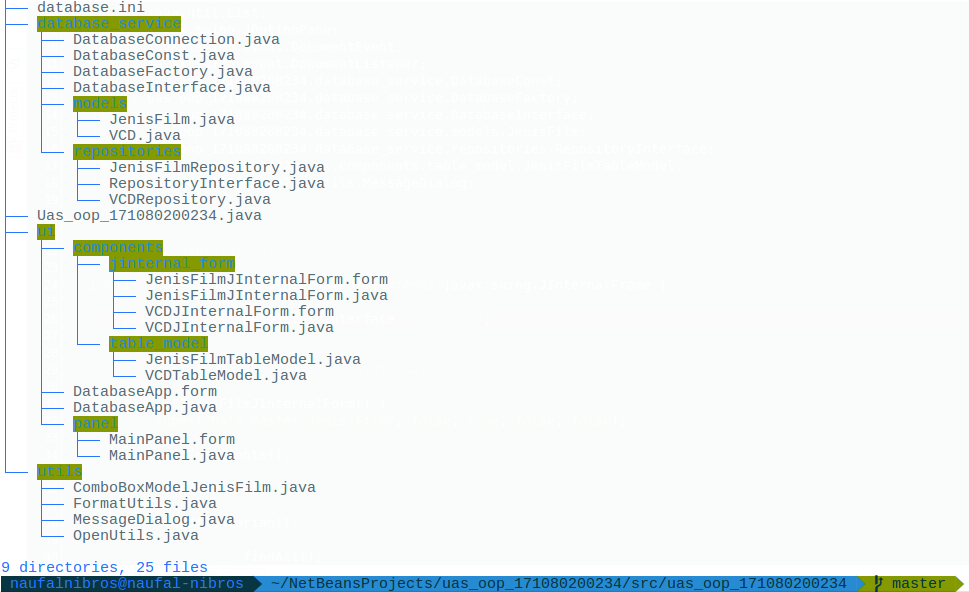 database.ini
database_service
DatabaseConnection.java
DatabaseConst.java
DatabaseFactory.java
DatabaseInterface.java
models
JenisFilm.java
VCD.java
repositories
JenisFilmRepository.java
RepositoryInterface.java
VCDRepository.java
Uas_oop_171080200234.java
ui
components
jinternal_form
JenisFilmJInternalForm.form
JenisFilmJInternalForm.java
VCDJInternalForm.form
VCDJInternalForm.java
table_model
JenisFilmTableModel.java
VCDTableModel.java
DatabaseApp.form
DatabaseApp.java
panel
MainPanel.form
MainPanel.java
utils
ComboBoxModelJenisFilm.java
FormatUtils.java
MessageDialog.java
OpenUtils.java
9 directories, 25 files
naufalnibros@naufal-nibros ~/NetBeansProjects/uas_oop_171080200234/src/uas_oop_171080200234 master